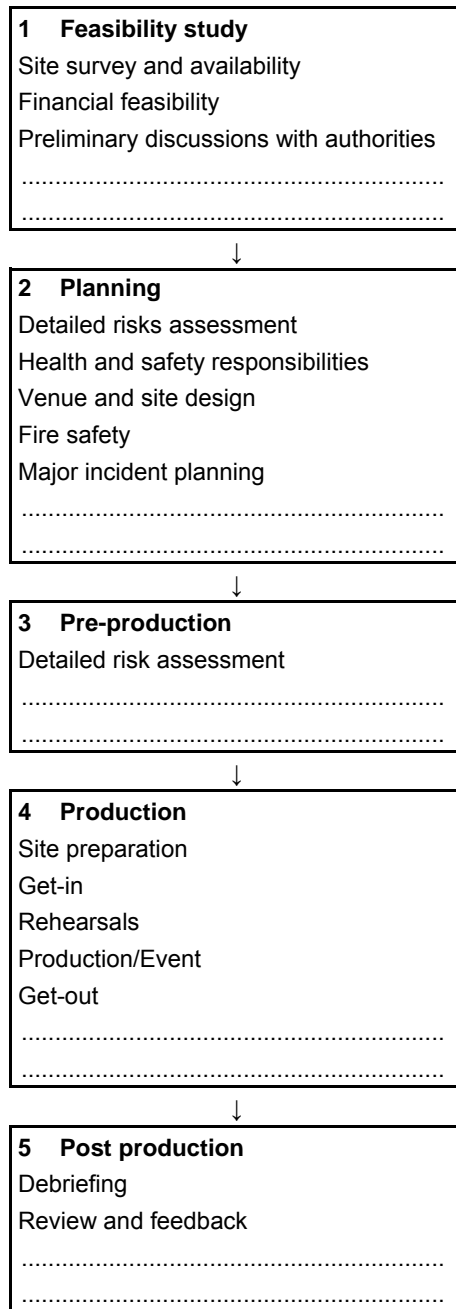 1 Feasibility study
Site survey and availability
Financial feasibility
Preliminary discussions with authorities
................................................................
................................................................
↓
2 Planning
Detailed risks assessment
Health and safety responsibilities
Venue and site design
Fire safety
Major incident planning
................................................................
................................................................
↓
3 Pre-production
Detailed risk assessment
................................................................
................................................................
↓
4 Production
Site preparation
Get-in
Rehearsals
Production/Event
Get-out
................................................................
................................................................
↓
5 Post production
Debriefing
Review and feedback
................................................................
................................................................